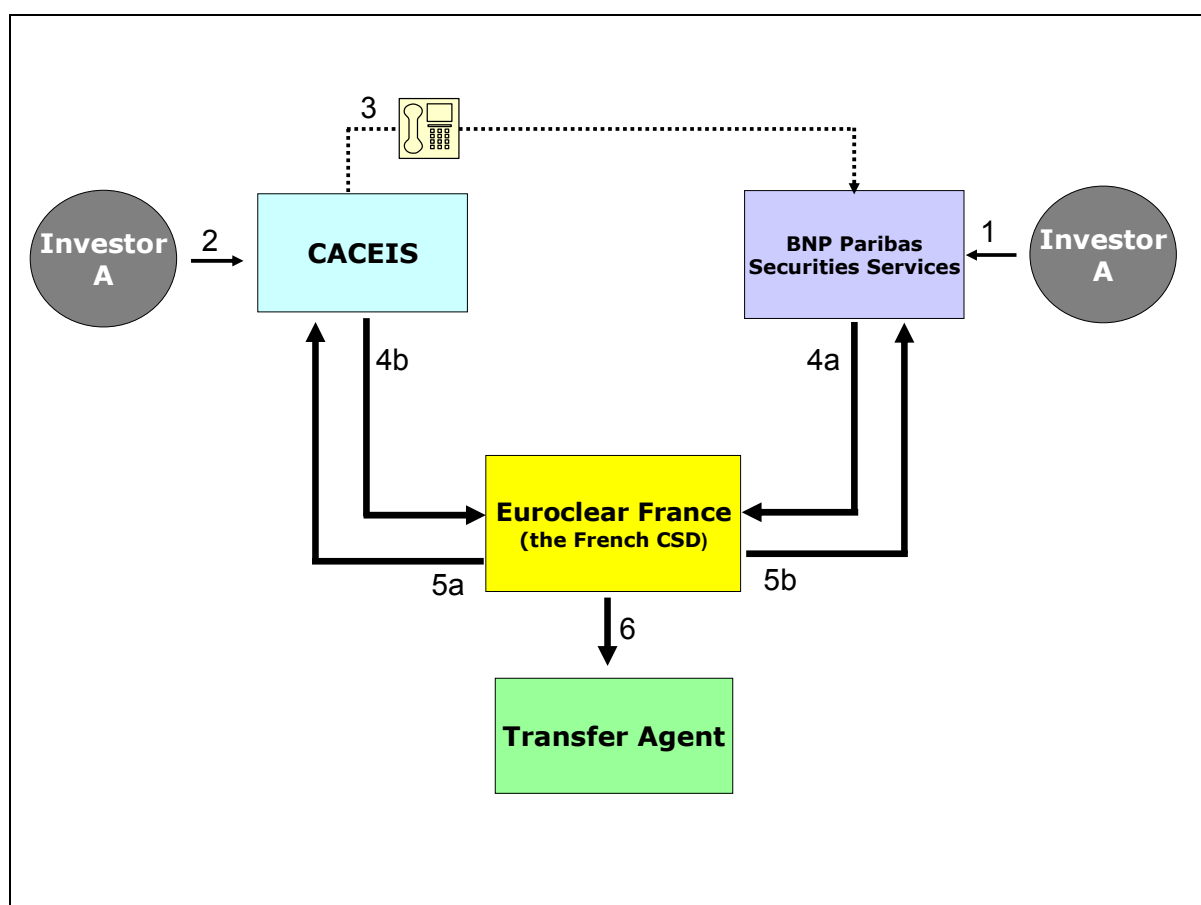 3
Investor
A
2
CACEIS
BNP Paribas
Securities Services
1
Investor
A
4b
4a
Euroclear France
(the French CSD)
5a
5b
6
Transfer Agent